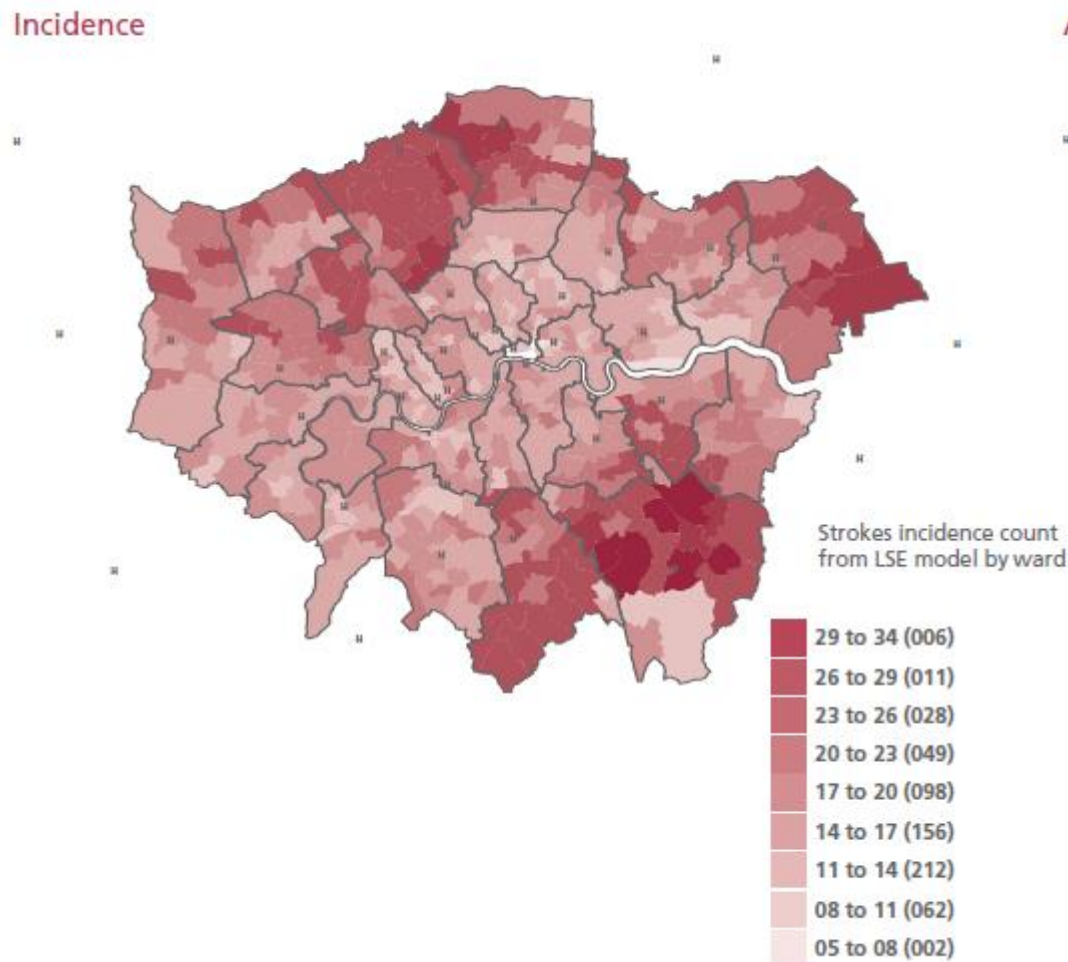 Incidence
Strokes incidence count
from LSE model by ward
29 to 34 (006)
26 to 29 (011)
23 to 26 (028)
20 to 23 (049)
17 to 20 (098)
14 to 17 (156)
11 to 14 (212)
08 to 11 (062)
05 to 08 (002)